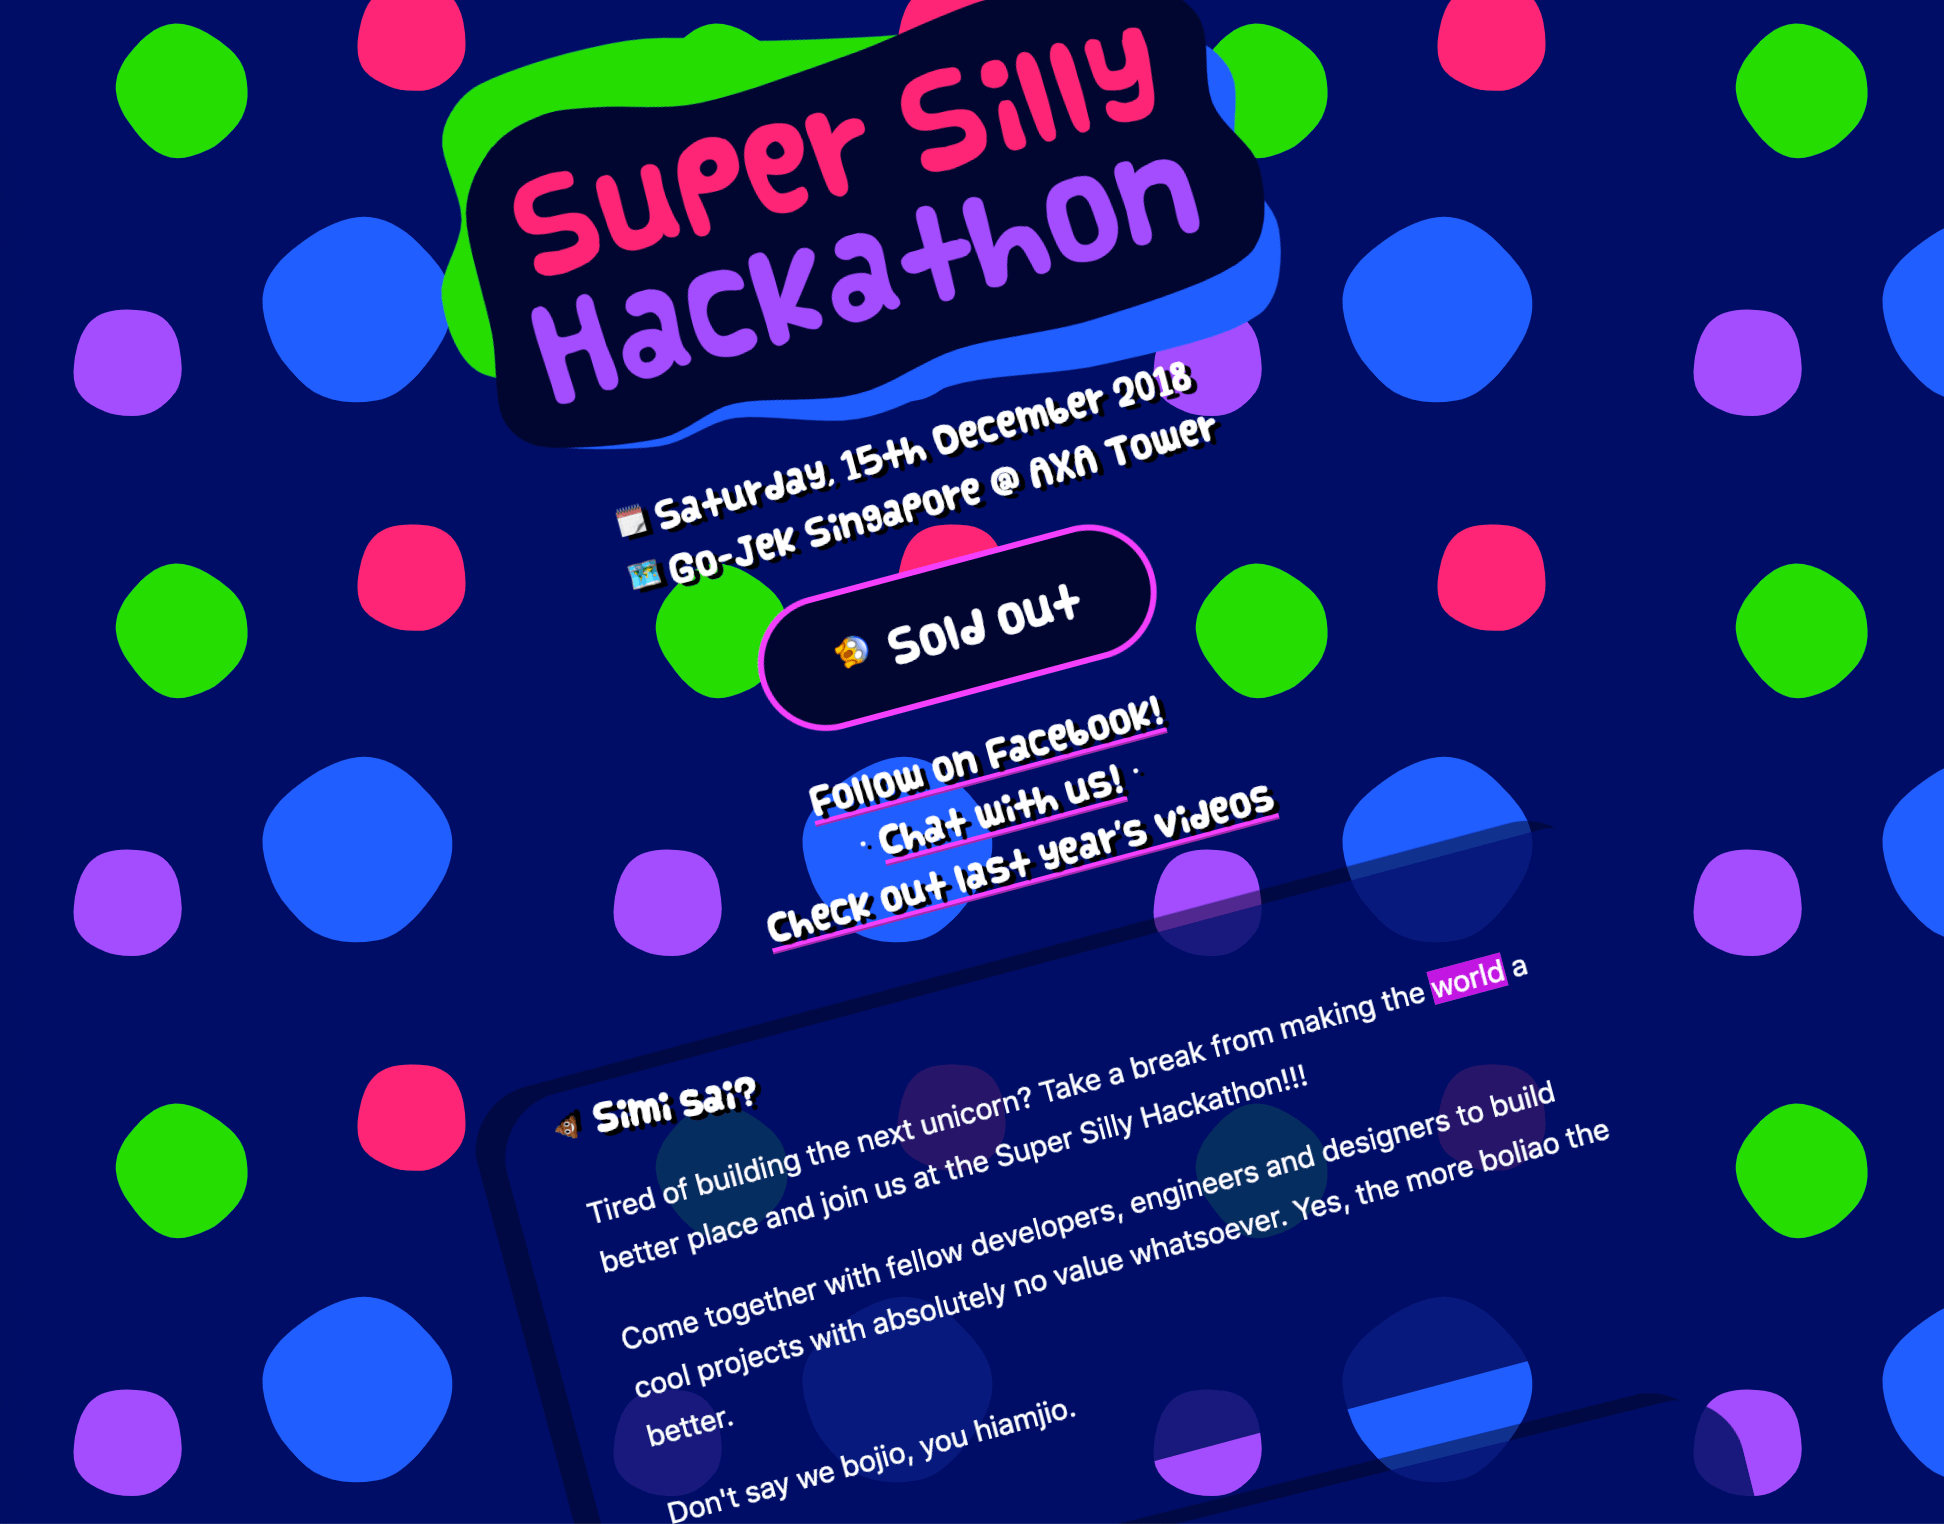 Super Silly
Hackathon
🗓 Saturday, 15th December 2018
🗺 Go-Jek Singapore @ AXA Tower
😱 Sold out
Follow on Facebook!
· Chat with us! ·
Check out last year's videos
💩 Simi sai?
Tired of building the next unicorn? Take a break from making the world a
better place and join us at the Super Silly Hackathon!!!
Come together with fellow developers, engineers and designers to build
cool projects with absolutely no value whatsoever. Yes, the more boliao the
better.
Don't say we bojio, you hiamjio.